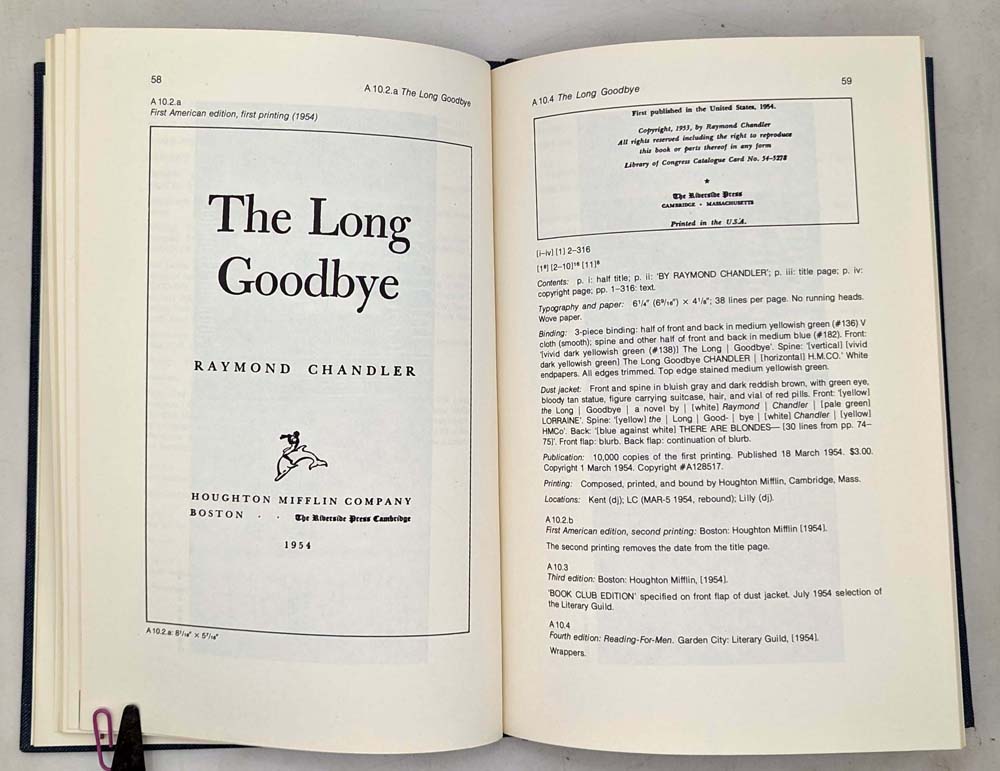 58
A 10.2.a The Long Goodbye
A 10.2.a
First American edition, first printing (1954)
The Long
Goodbye
RAYMOND CHANDLER
HOUGHTON MIFFLIN COMPANY
BOSTON · · The Riverside Press Cambridge
1954
A 10.2.a: 8¹/₁₆" × 5⁷/₁₆"
A 10.4 The Long Goodbye
59
First published in the United States, 1954.
Copyright, 1953, by Raymond Chandler
All rights reserved including the right to reproduce
this book or parts thereof in any form
Library of Congress Catalogue Card No. 54-5278
★
The Riverside Press
CAMBRIDGE • MASSACHUSETTS
Printed in the U.S.A.
[i–iv] [1] 2–316
[1⁸] [2–10]¹⁶ [11]⁸
Contents: p. i: half title; p. ii: 'BY RAYMOND CHANDLER'; p. iii: title page; p. iv:
copyright page; pp. 1–316: text.
Typography and paper: 6¹/₄" (6⁹/₁₆") × 4¹/₈"; 38 lines per page. No running heads.
Wove paper.
Binding: 3-piece binding: half of front and back in medium yellowish green (#136) V
cloth (smooth); spine and other half of front and back in medium blue (#182). Front:
'[vivid dark yellowish green (#138)] The Long | Goodbye'. Spine: '[vertical] [vivid
dark yellowish green] The Long Goodbye CHANDLER | [horizontal] H.M.CO.' White
endpapers. All edges trimmed. Top edge stained medium yellowish green.
Dust jacket: Front and spine in bluish gray and dark reddish brown, with green eye,
bloody tan statue, figure carrying suitcase, hair, and vial of red pills. Front: '[yellow]
the Long | Goodbye | a novel by | [white] Raymond | Chandler | [pale green]
LORRAINE'. Spine: '[yellow] the | Long | Good- | bye | [white] Chandler | [yellow]
HMCo'. Back: '[blue against white] THERE ARE BLONDES— [30 lines from pp. 74–
75]'. Front flap: blurb. Back flap: continuation of blurb.
Publication: 10,000 copies of the first printing. Published 18 March 1954. $3.00.
Copyright 1 March 1954. Copyright #A128517.
Printing: Composed, printed, and bound by Houghton Mifflin, Cambridge, Mass.
Locations: Kent (dj); LC (MAR-5 1954, rebound); Lilly (dj).
A10.2.b
First American edition, second printing: Boston: Houghton Mifflin [1954].
The second printing removes the date from the title page.
A10.3
Third edition: Boston: Houghton Mifflin, [1954].
'BOOK CLUB EDITION' specified on front flap of dust jacket. July 1954 selection of
the Literary Guild.
A10.4
Fourth edition: Reading-For-Men. Garden City: Literary Guild, [1954].
Wrappers.